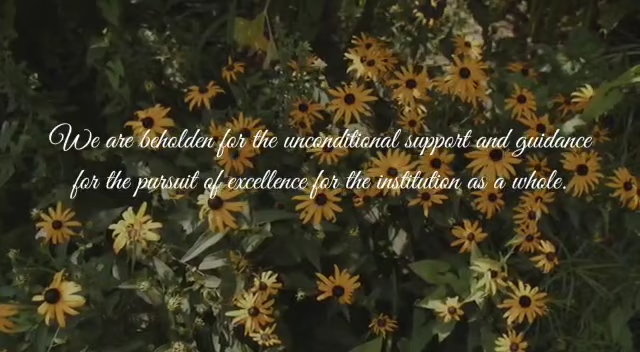 We are beholden for the unconditional support and guidance
for the pursuit of excellence for the institution as a whole.